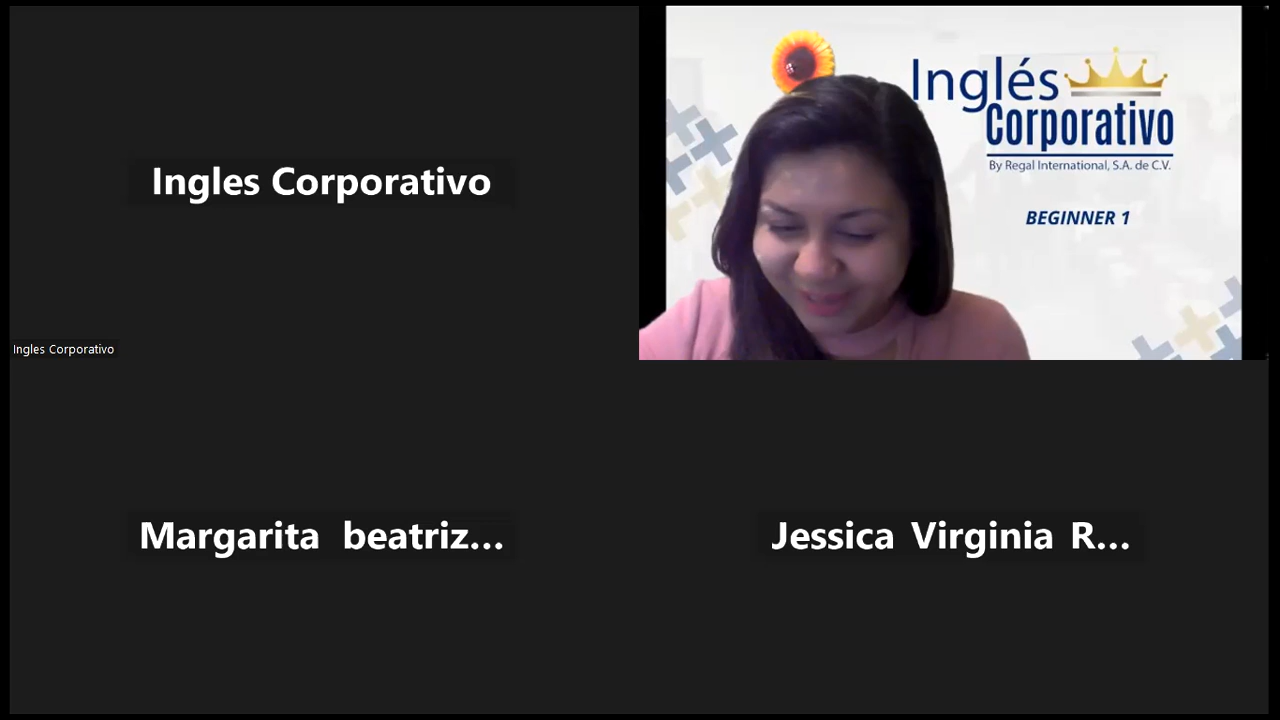 Ingles Corporativo
Ingles Corporativo
Inglés
Corporativo
By Regal International, S.A. de C.V.
BEGINNER 1
Margarita beatriz...
Jessica Virginia R...